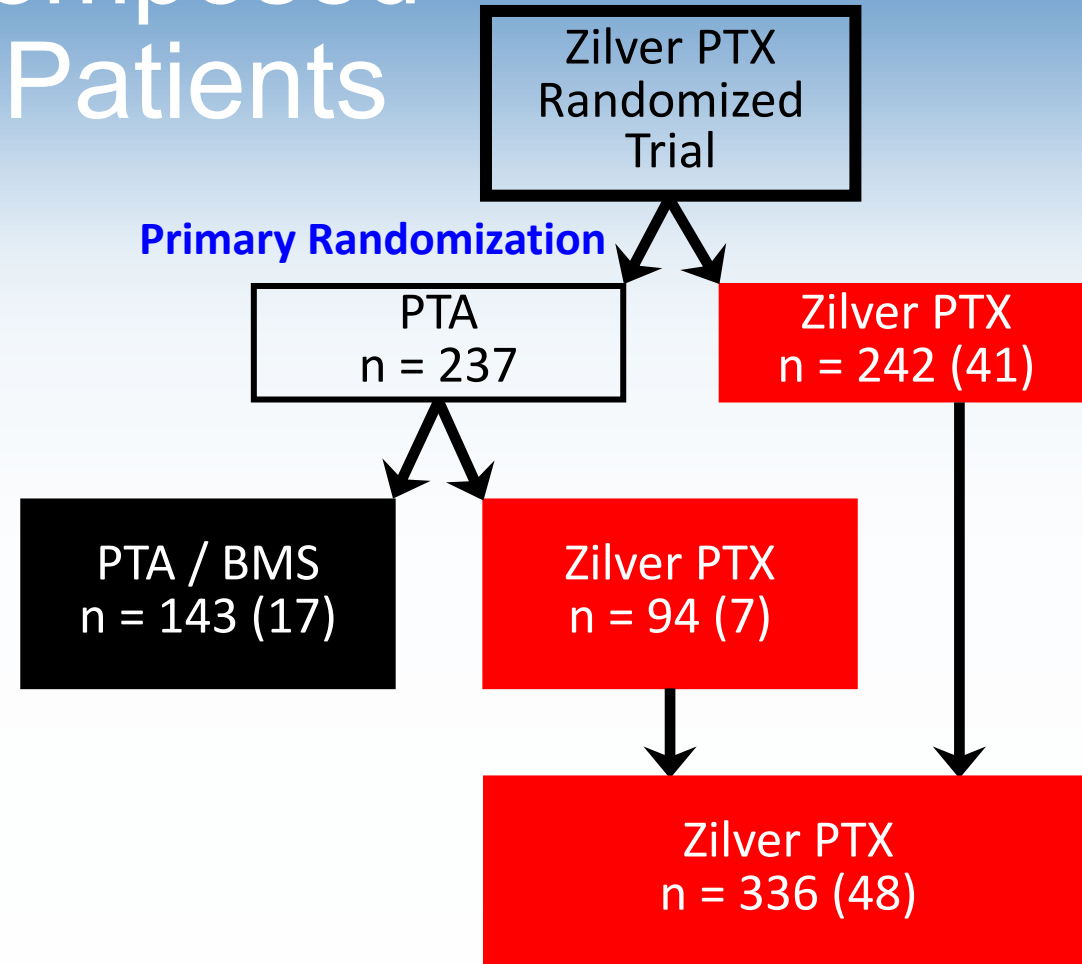 Patients
Zilver PTX
Randomized
Trial
Primary Randomization
PTA
n = 237
Zilver PTX
n = 242 (41)
PTA / BMS
n = 143 (17)
Zilver PTX
n = 94 (7)
Zilver PTX
n = 336 (48)